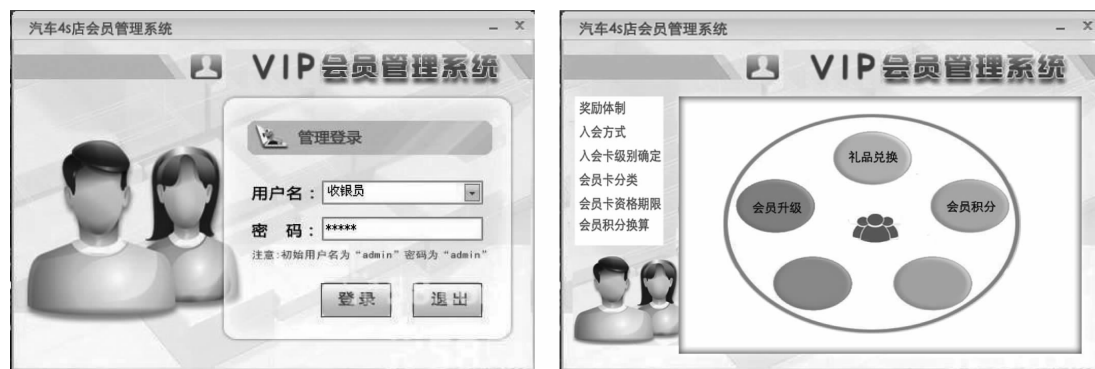 汽车4s店会员管理系统
VIP会员管理系统
管理登录
用户名：收银员
密 码：*****
注意:初始用户名为“admin”密码为“admin”
登录 退出
汽车4s店会员管理系统
VIP会员管理系统
奖励体制
入会方式
入会卡级别确定
会员卡分类
会员卡资格期限
会员积分换算
礼品兑换
会员升级
会员积分